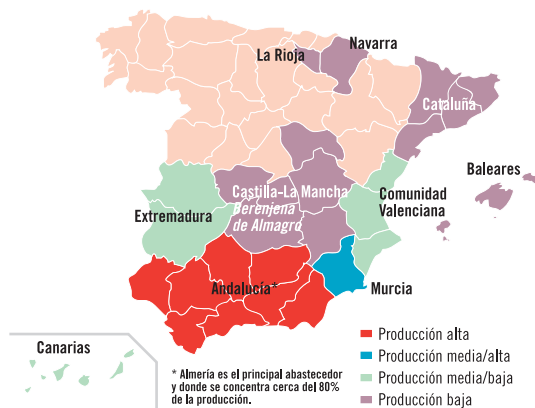 La Rioja
Navarra
Cataluña
Baleares
Castilla-La Mancha
Berenjena
de Almagro
Comunidad
Valenciana
Extremadura
Andalucía*
Murcia
Canarias
* Almería es el principal abastecedor
y donde se concentra cerca del 80%
de la producción.
Producción alta
Producción media/alta
Producción media/baja
Producción baja